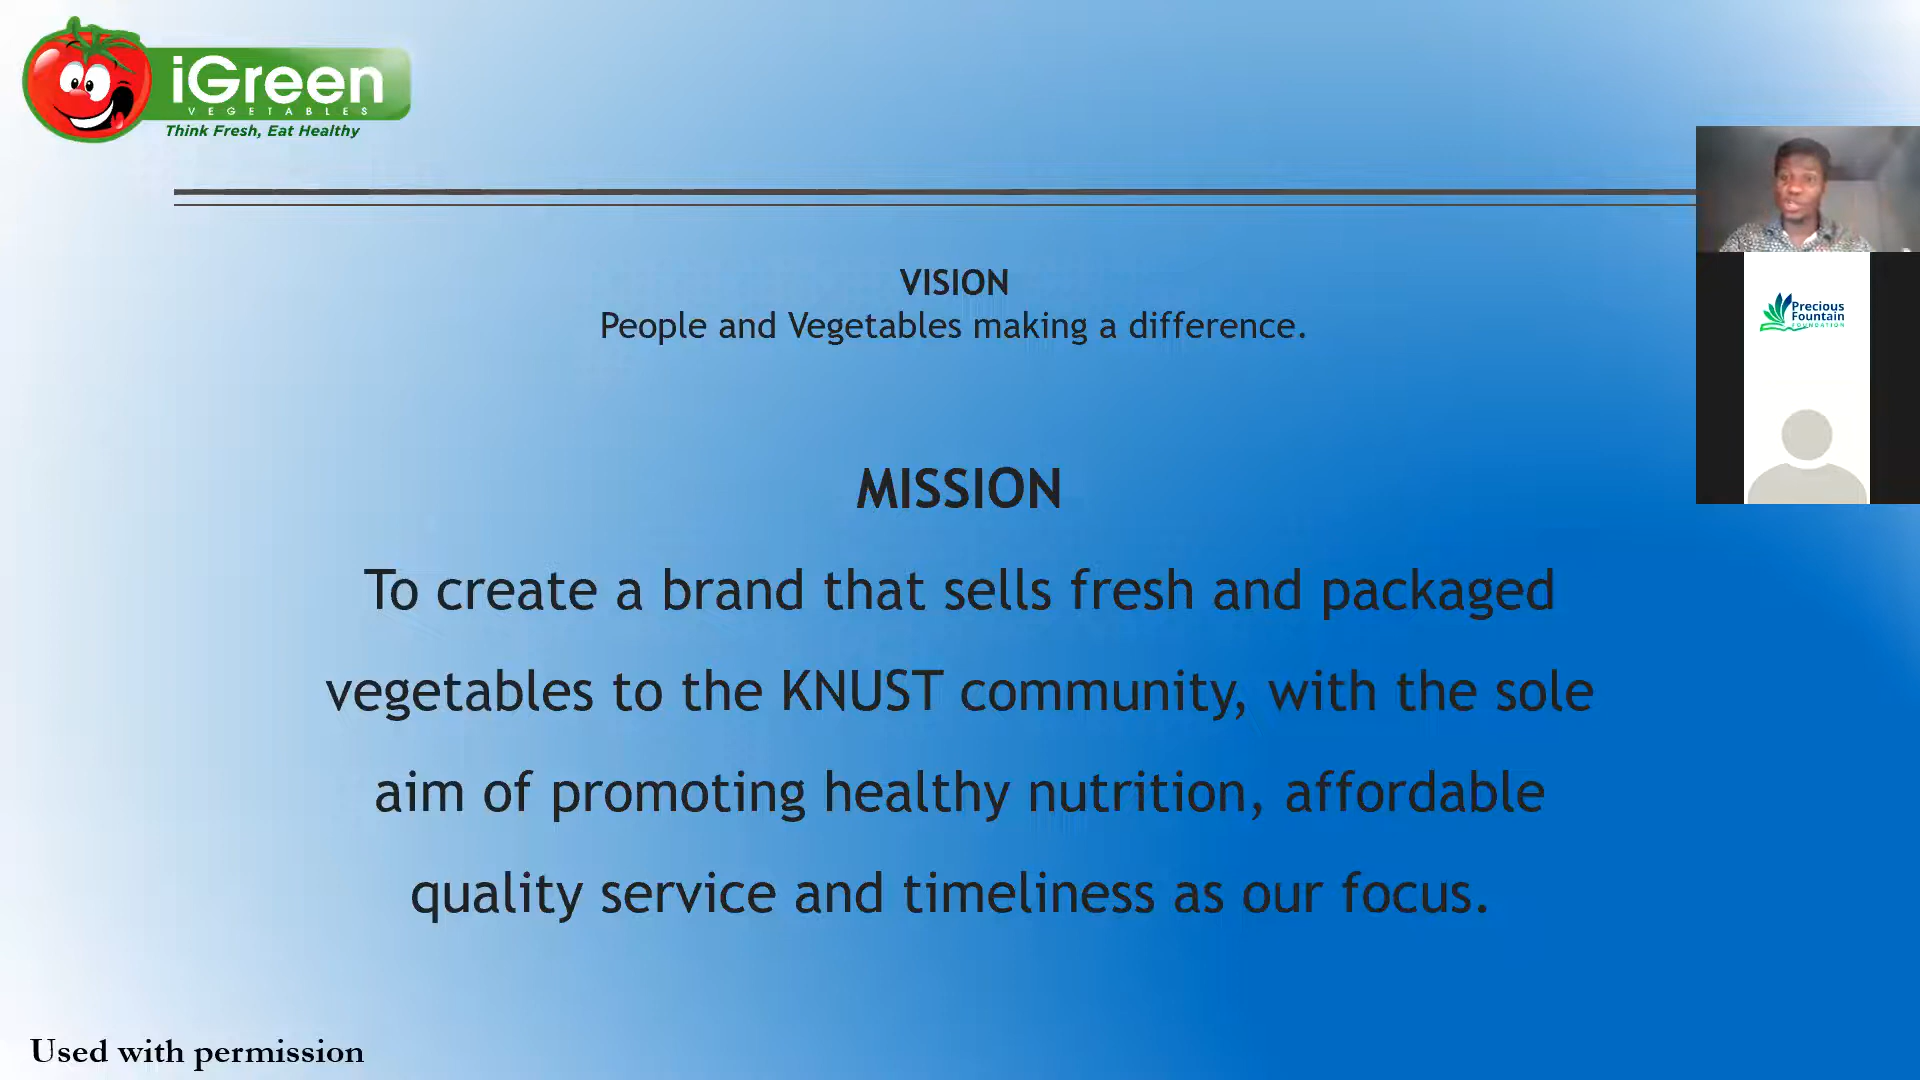 iGreen
VEGETABLES
Think Fresh, Eat Healthy
VISION
People and Vegetables making a difference.
MISSION
To create a brand that sells fresh and packaged
vegetables to the KNUST community, with the sole
aim of promoting healthy nutrition, affordable
quality service and timeliness as our focus.
Precious
Fountain
FOUNDATION
Used with permission